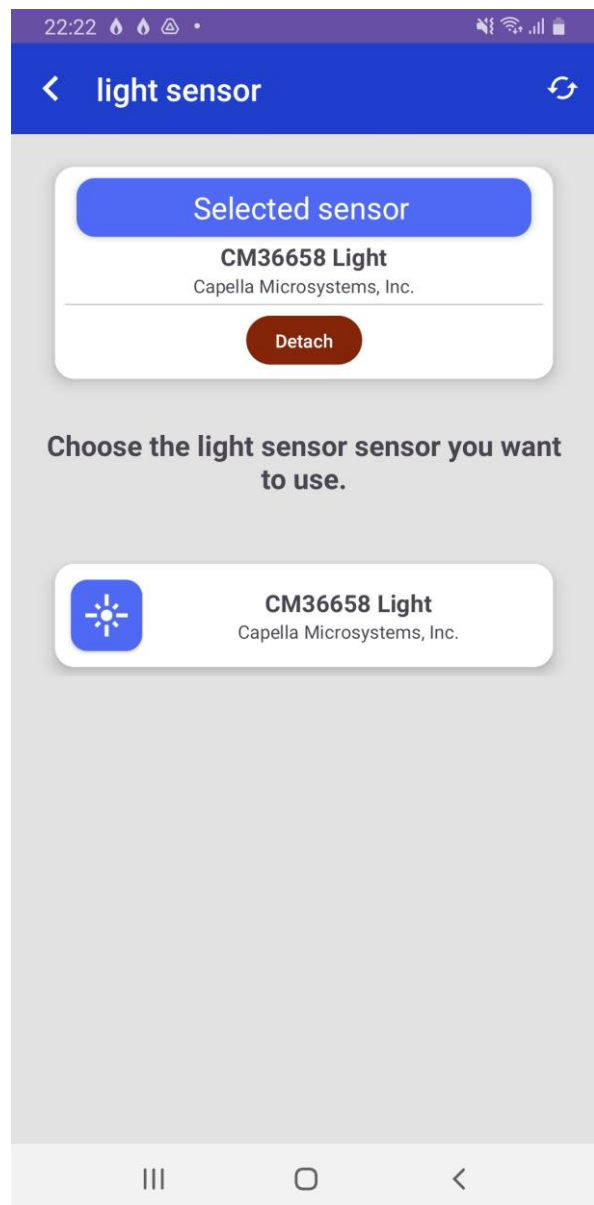 22:22
light sensor
Selected sensor
CM36658 Light
Capella Microsystems, Inc.
Detach
Choose the light sensor sensor you want
to use.
CM36658 Light
Capella Microsystems, Inc.